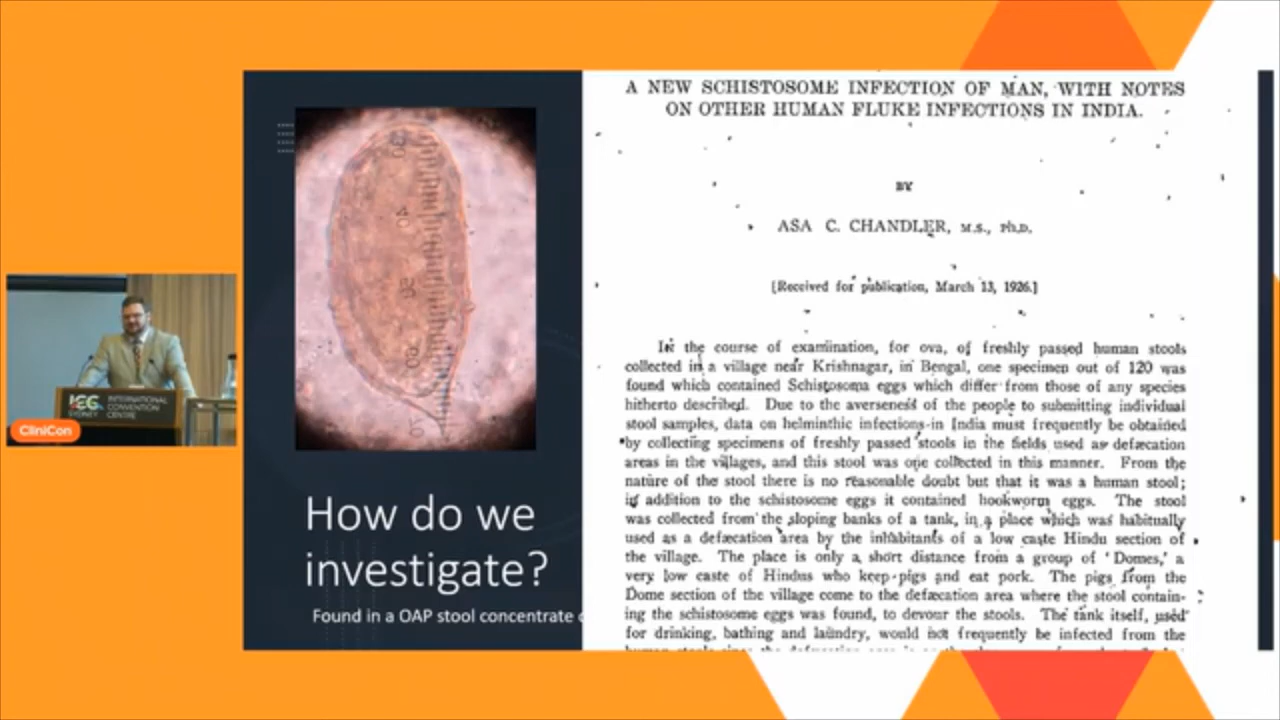 How do we
investigate?
Found in a OAP stool concentrate
A NEW SCHISTOSOME INFECTION OF MAN, WITH NOTES
ON OTHER HUMAN FLUKE INFECTIONS IN INDIA.
BY
ASA C. CHANDLER, M.S., Ph.D.
[Received for publication, March 13, 1926.]
In the course of examination, for ova, of freshly passed human stools
collected in a village near Krishnagar, in Bengal, one specimen out of 120 was
found which contained Schistosoma eggs which differ from those of any species
hitherto described. Due to the averseness of the people to submitting individual
stool samples, data on helminthic infections in India must frequently be obtained
by collecting specimens of freshly passed stools in the fields used as defæcation
areas in the villages, and this stool was one collected in this manner. From the
nature of the stool there is no reasonable doubt but that it was a human stool;
in addition to the schistosome eggs it contained hookworm eggs. The stool
was collected from the sloping banks of a tank, in a place which was habitually
used as a defæcation area by the inhabitants of a low caste Hindu section of
the village. The place is only a short distance from a group of 'Domes,' a
very low caste of Hindus who keep pigs and eat pork. The pigs from the
Dome section of the village come to the defæcation area where the stool contain-
ing the schistosome eggs was found, to devour the stools. The tank itself, used
for drinking, bathing and laundry, would not frequently be infected from the
ICC
SYDNEY
INTERNATIONAL
CONVENTION
CENTRE
CliniCon